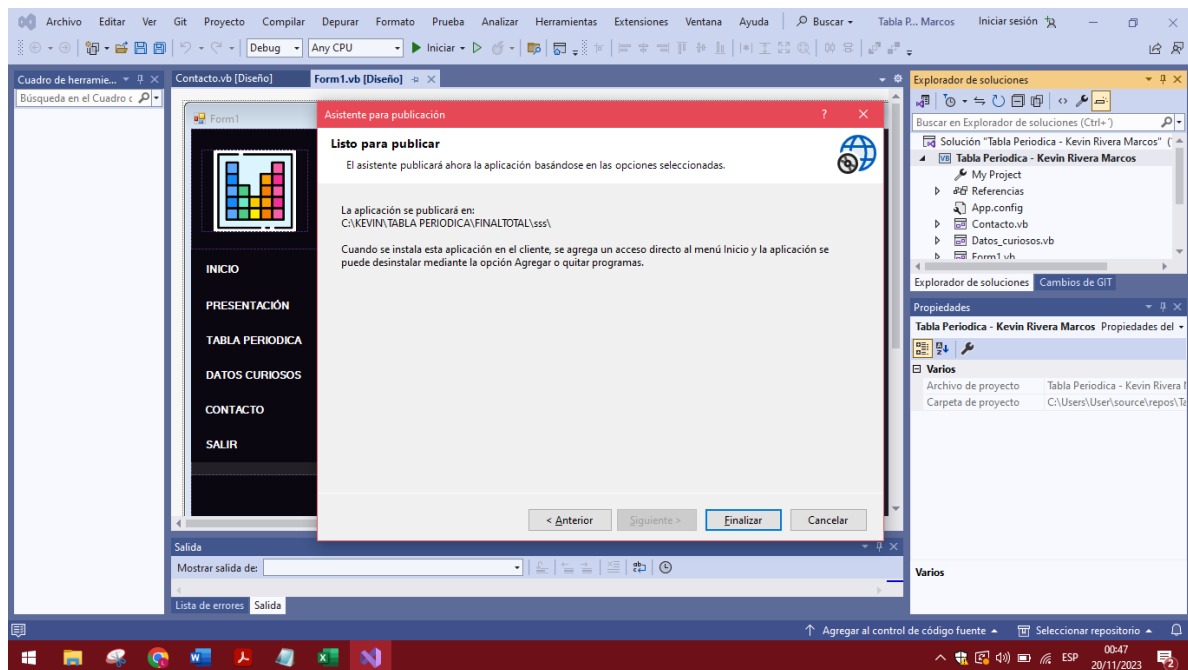 Archivo Editar Ver Git Proyecto Compilar Depurar Formato Prueba Analizar Herramientas Extensiones Ventana Ayuda Buscar Tabla P... Marcos Iniciar sesión
Debug Any CPU Iniciar
Cuadro de herramie...
Búsqueda en el Cuadro c
Contacto.vb [Diseño] Form1.vb [Diseño]
Form1
INICIO
PRESENTACIÓN
TABLA PERIODICA
DATOS CURIOSOS
CONTACTO
SALIR
Asistente para publicación ?
Listo para publicar
El asistente publicará ahora la aplicación basándose en las opciones seleccionadas.
La aplicación se publicará en:
C:\KEVIN\TABLA PERIODICA\FINALTOTAL\sss\
Cuando se instala esta aplicación en el cliente, se agrega un acceso directo al menú Inicio y la aplicación se
puede desinstalar mediante la opción Agregar o quitar programas.
< Anterior Siguiente > Finalizar Cancelar
Explorador de soluciones
Buscar en Explorador de soluciones (Ctrl+´)
Solución "Tabla Periodica - Kevin Rivera Marcos" (
VB Tabla Periodica - Kevin Rivera Marcos
My Project
Referencias
App.config
Contacto.vb
Datos_curiosos.vb
Form1.vb
Explorador de soluciones Cambios de GIT
Propiedades
Tabla Periodica - Kevin Rivera Marcos Propiedades del
Varios
Archivo de proyecto Tabla Periodica - Kevin Rivera
Carpeta de proyecto C:\Users\User\source\repos\Ta
Varios
Salida
Mostrar salida de:
Lista de errores Salida
Agregar al control de código fuente Seleccionar repositorio
ESP
00:47
20/11/2023
2